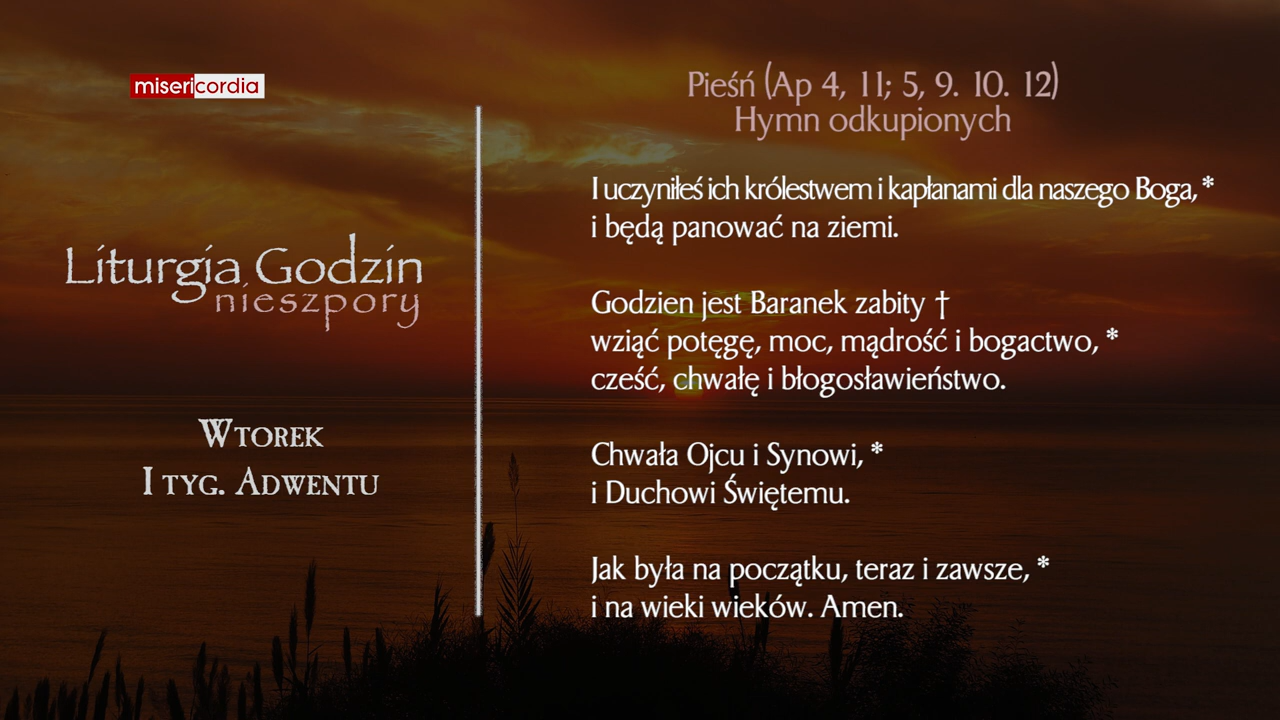 misericordia
Liturgia Godzin
nieszpory
Wtorek
I tyg. Adwentu
Pieśń (Ap 4, 11; 5, 9. 10. 12)
Hymn odkupionych
I uczyniłeś ich królestwem i kapłanami dla naszego Boga, *
i będą panować na ziemi.
Godzien jest Baranek zabity †
wziąć potęgę, moc, mądrość i bogactwo, *
cześć, chwałę i błogosławieństwo.
Chwała Ojcu i Synowi, *
i Duchowi Świętemu.
Jak była na początku, teraz i zawsze, *
i na wieki wieków. Amen.